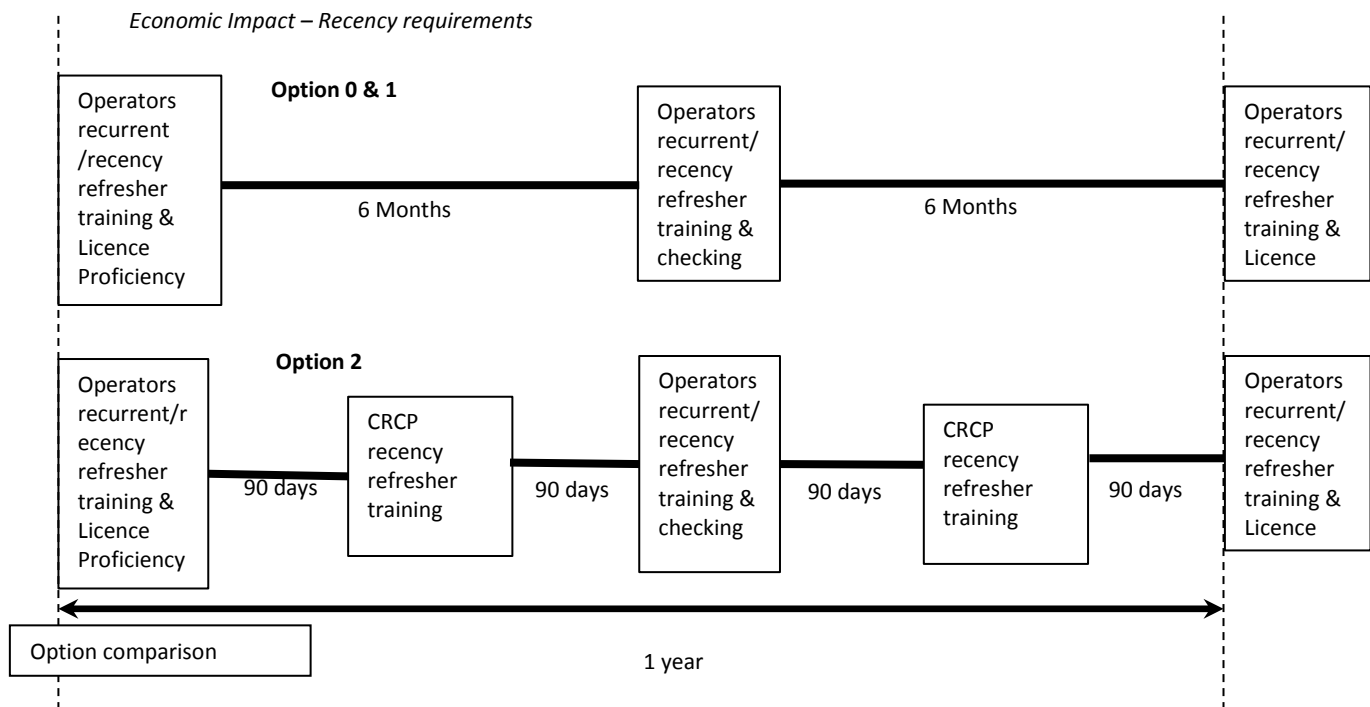 Economic Impact – Recency requirements
Option 0 & 1
Operators
recurrent
/recency
refresher
training &
Licence
Proficiency
6 Months
Operators
recurrent/
recency
refresher
training &
checking
6 Months
Operators
recurrent/
recency
refresher
training &
Licence
Option 2
Operators
recurrent/r
ecency
refresher
training &
Licence
Proficiency
90 days
CRCP
recency
refresher
training
90 days
Operators
recurrent/
recency
refresher
training &
checking
90 days
CRCP
recency
refresher
training
90 days
Operators
recurrent/
recency
refresher
training &
Licence
Option comparison
1 year